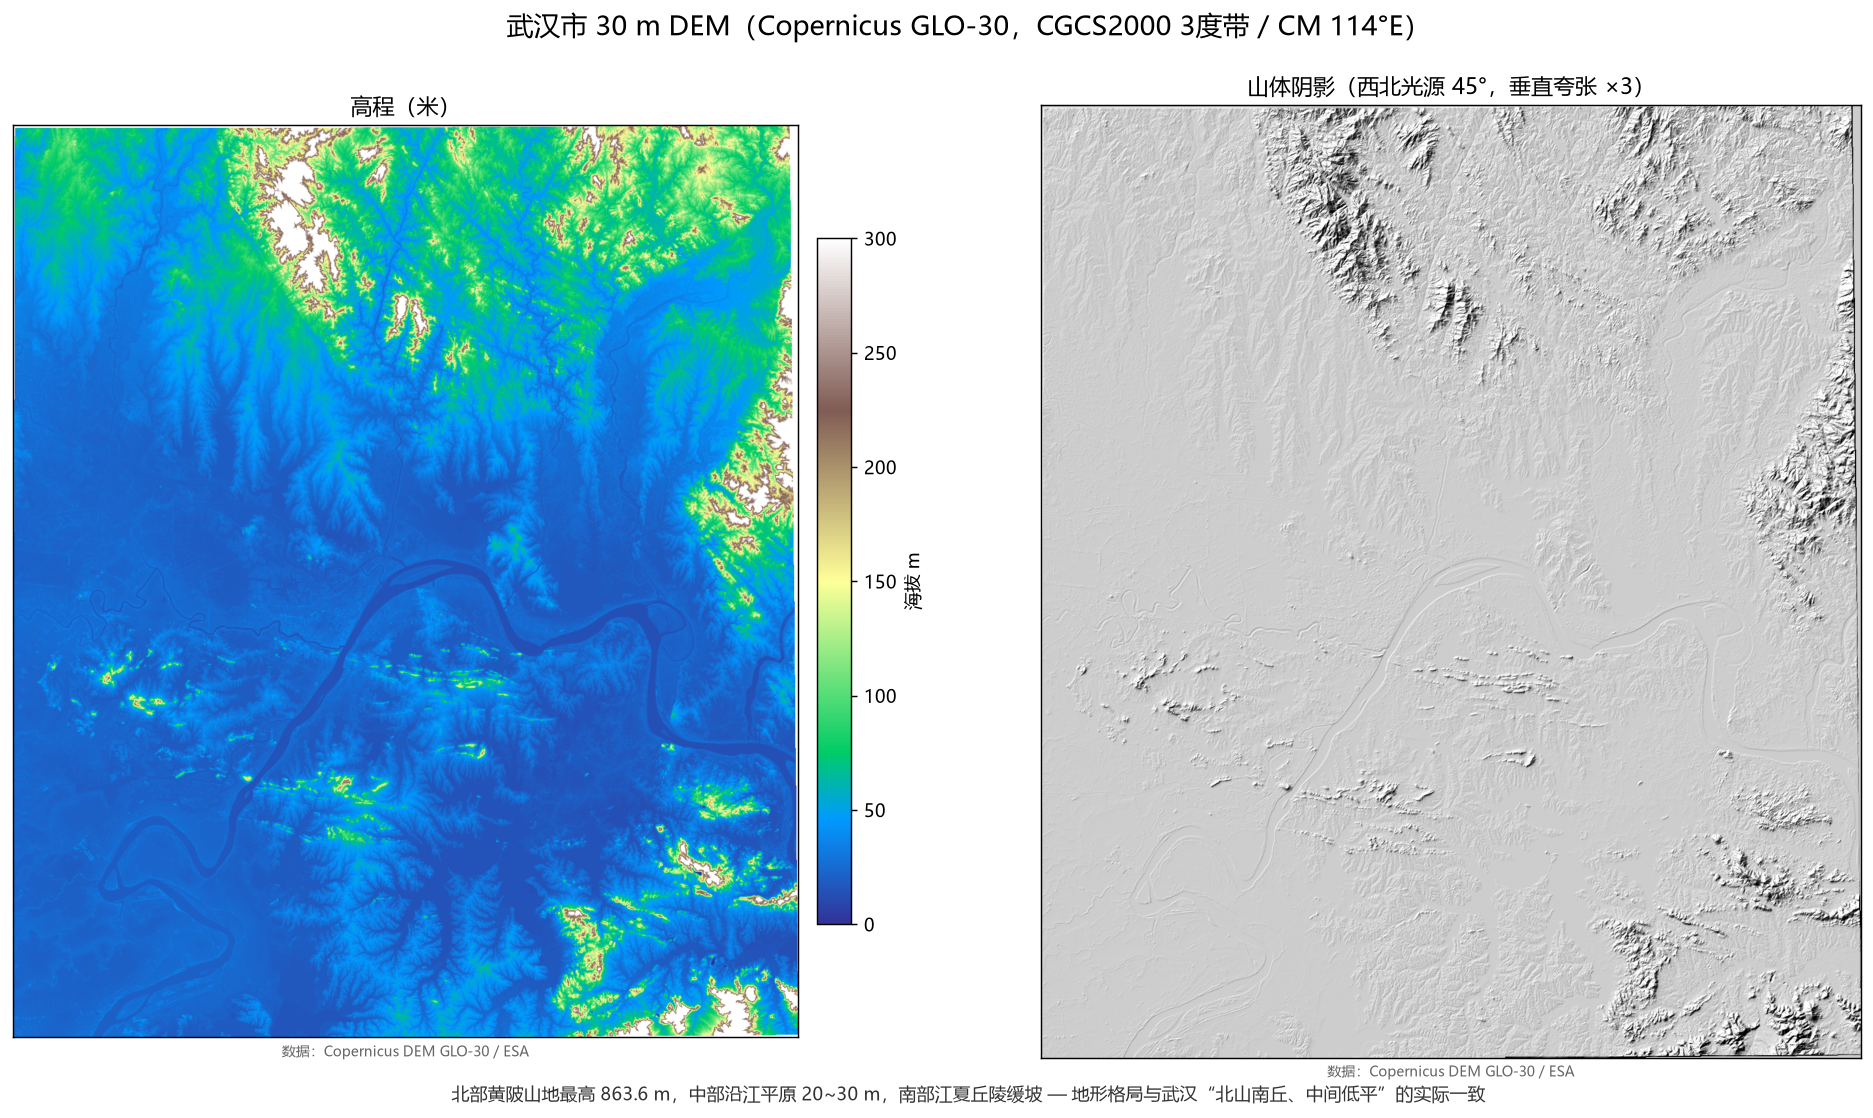 武汉市 30 m DEM（Copernicus GLO-30，CGCS2000 3度带 / CM 114°E）
高程（米）
山体阴影（西北光源 45°，垂直夸张 ×3）
300
250
200
150
100
50
0
海拔 m
数据：Copernicus DEM GLO-30 / ESA
数据：Copernicus DEM GLO-30 / ESA
北部黄陂山地最高 863.6 m，中部沿江平原 20~30 m，南部江夏丘陵缓坡 — 地形格局与武汉“北山南丘、中间低平”的实际一致